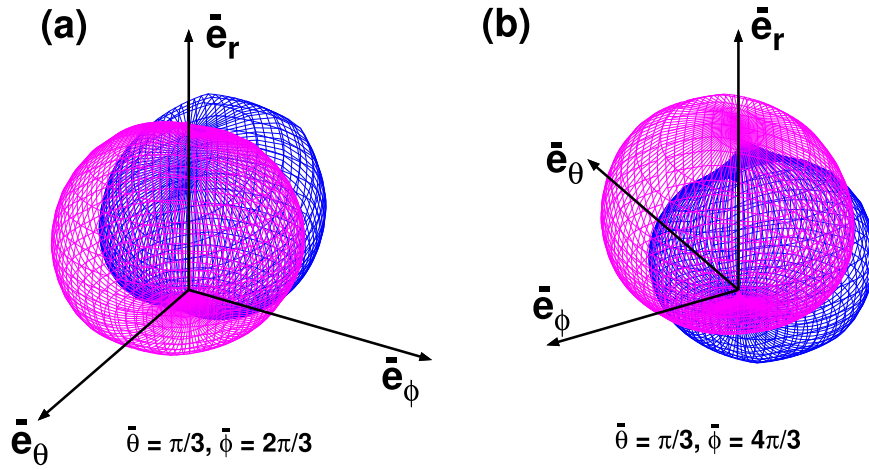 (a)
ē_r
ē_θ
ē_φ
θ̄ = π/3, φ̄ = 2π/3
(b)
ē_r
ē_θ
ē_φ
θ̄ = π/3, φ̄ = 4π/3